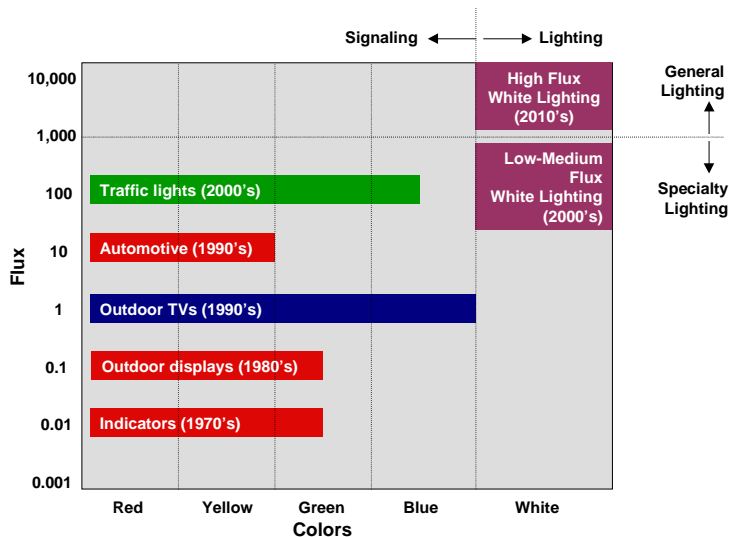 Signaling
Lighting
10,000
High Flux
White Lighting
(2010's)
General
Lighting
1,000
Low-Medium
Flux
White Lighting
(2000's)
100
Traffic lights (2000's)
Specialty
Lighting
10
Automotive (1990's)
Flux
1
Outdoor TVs (1990's)
0.1
Outdoor displays (1980's)
0.01
Indicators (1970's)
0.001
Red
Yellow
Green
Blue
White
Colors